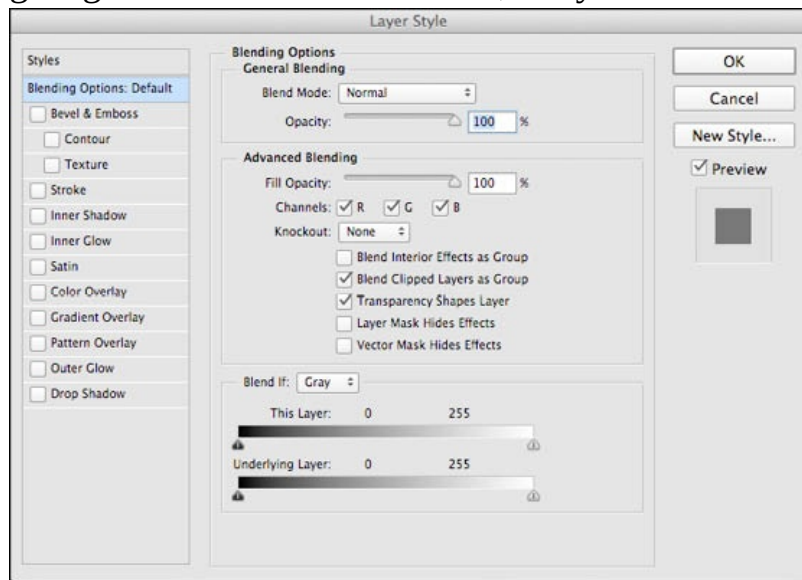 Layer Style
Styles
Blending Options: Default
Bevel & Emboss
Contour
Texture
Stroke
Inner Shadow
Inner Glow
Satin
Color Overlay
Gradient Overlay
Pattern Overlay
Outer Glow
Drop Shadow
Blending Options
General Blending
Blend Mode: Normal
Opacity: 100 %
Advanced Blending
Fill Opacity: 100 %
Channels: R G B
Knockout: None
Blend Interior Effects as Group
Blend Clipped Layers as Group
Transparency Shapes Layer
Layer Mask Hides Effects
Vector Mask Hides Effects
Blend If: Gray
This Layer: 0 255
Underlying Layer: 0 255
OK
Cancel
New Style...
Preview